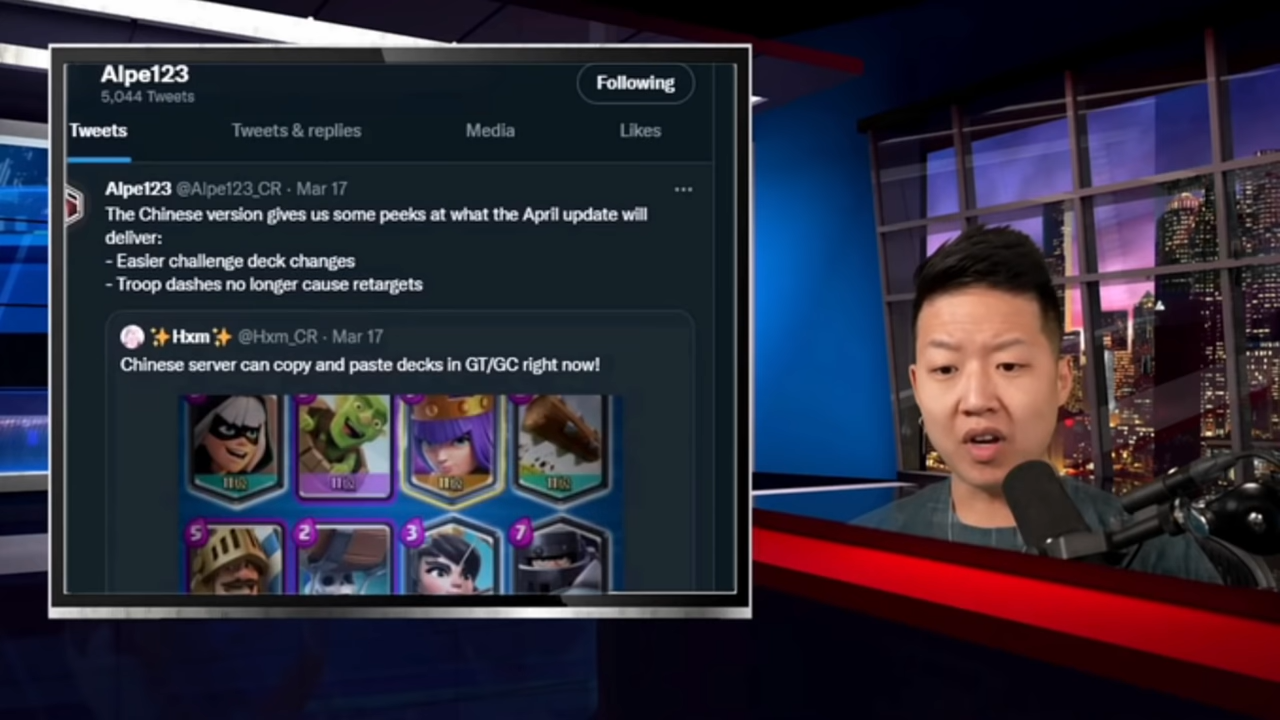 Alpe123
5,044 Tweets
Following
Tweets
Tweets & replies
Media
Likes
Alpe123 @Alpe123_CR · Mar 17
The Chinese version gives us some peeks at what the April update will
deliver:
- Easier challenge deck changes
- Troop dashes no longer cause retargets
✨Hxm✨ @Hxm_CR · Mar 17
Chinese server can copy and paste decks in GT/GC right now!
5
2
3
7